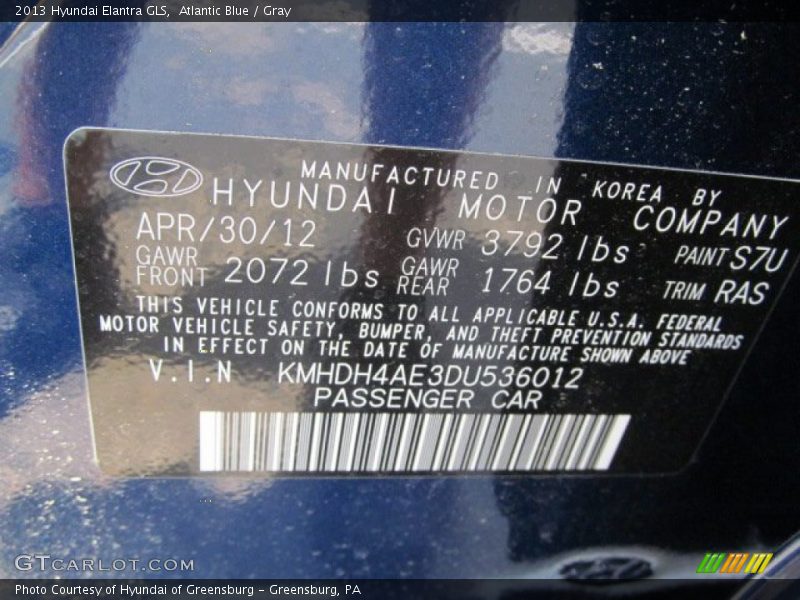 2013 Hyundai Elantra GLS, Atlantic Blue / Gray
MANUFACTURED IN KOREA BY
HYUNDAI MOTOR COMPANY
APR/30/12 GVWR 3792 lbs PAINT S7U
GAWR FRONT 2072 lbs GAWR REAR 1764 lbs TRIM RAS
THIS VEHICLE CONFORMS TO ALL APPLICABLE U.S.A. FEDERAL
MOTOR VEHICLE SAFETY, BUMPER, AND THEFT PREVENTION STANDARDS
IN EFFECT ON THE DATE OF MANUFACTURE SHOWN ABOVE
V.I.N KMHDH4AE3DU536012
PASSENGER CAR
GTCARLOT.COM
Photo Courtesy of Hyundai of Greensburg - Greensburg, PA